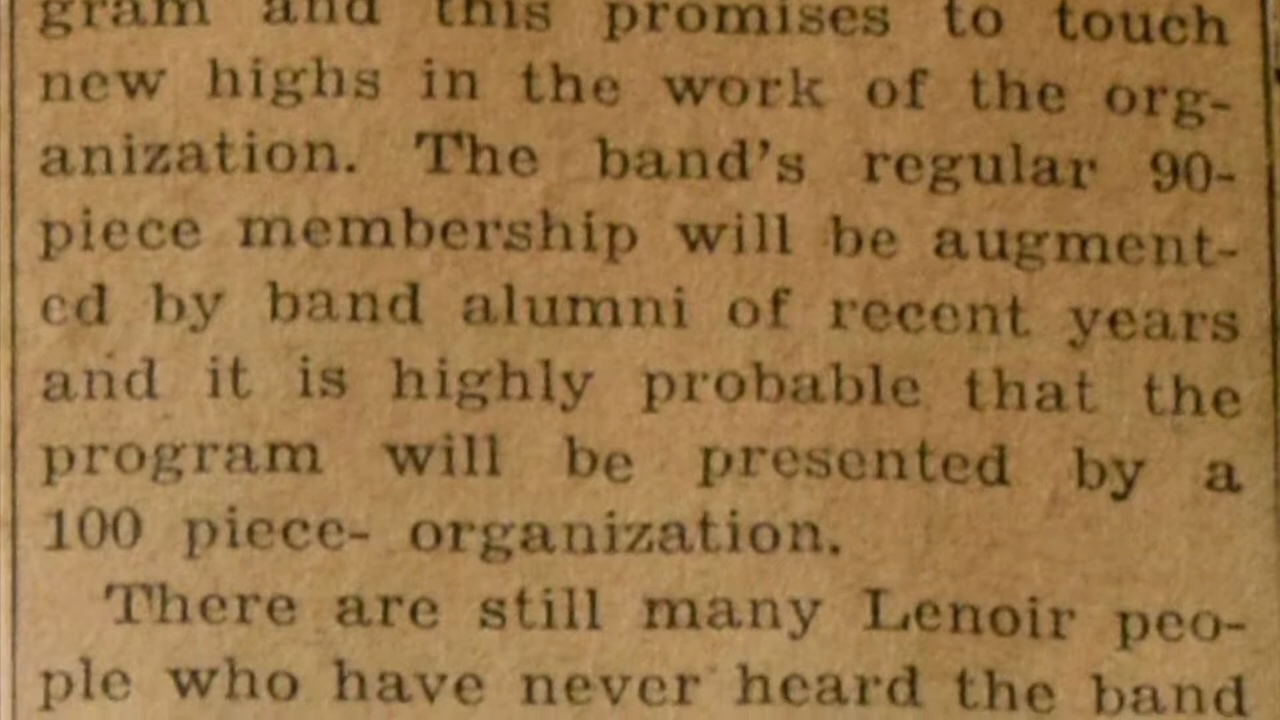 gram and this promises to touch
new highs in the work of the org-
anization. The band's regular 90-
piece membership will be augment-
ed by band alumni of recent years
and it is highly probable that the
program will be presented by a
100 piece- organization.
There are still many Lenoir peo-
ple who have never heard the band